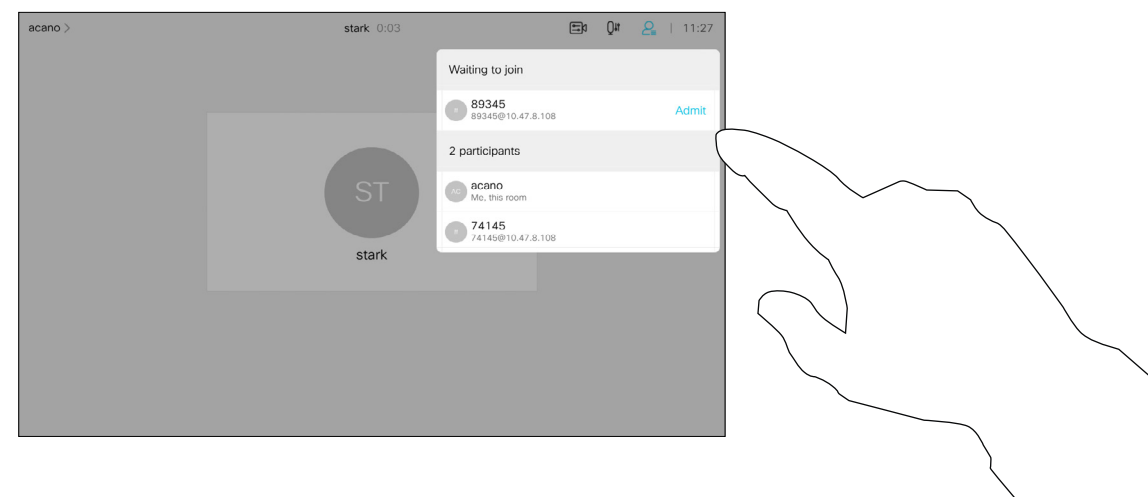 acano >
stark 0:03
11:27
Waiting to join
89345
89345@10.47.8.108
Admit
2 participants
AC
acano
Me, this room
74145
74145@10.47.8.108
ST
stark